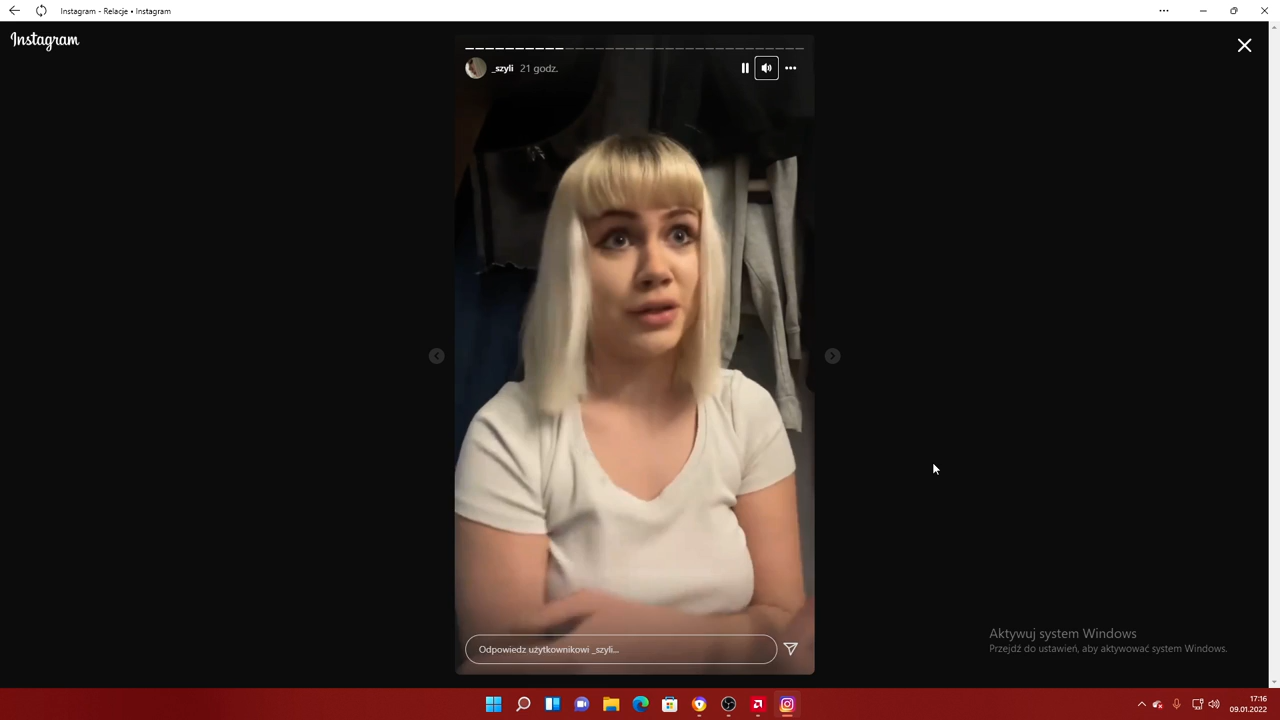 Instagram - Relacje • Instagram
Instagram
_szyli 21 godz.
Odpowiedz użytkownikowi _szyli...
Aktywuj system Windows
Przejdź do ustawień, aby aktywować system Windows.
17:16
09.01.2022